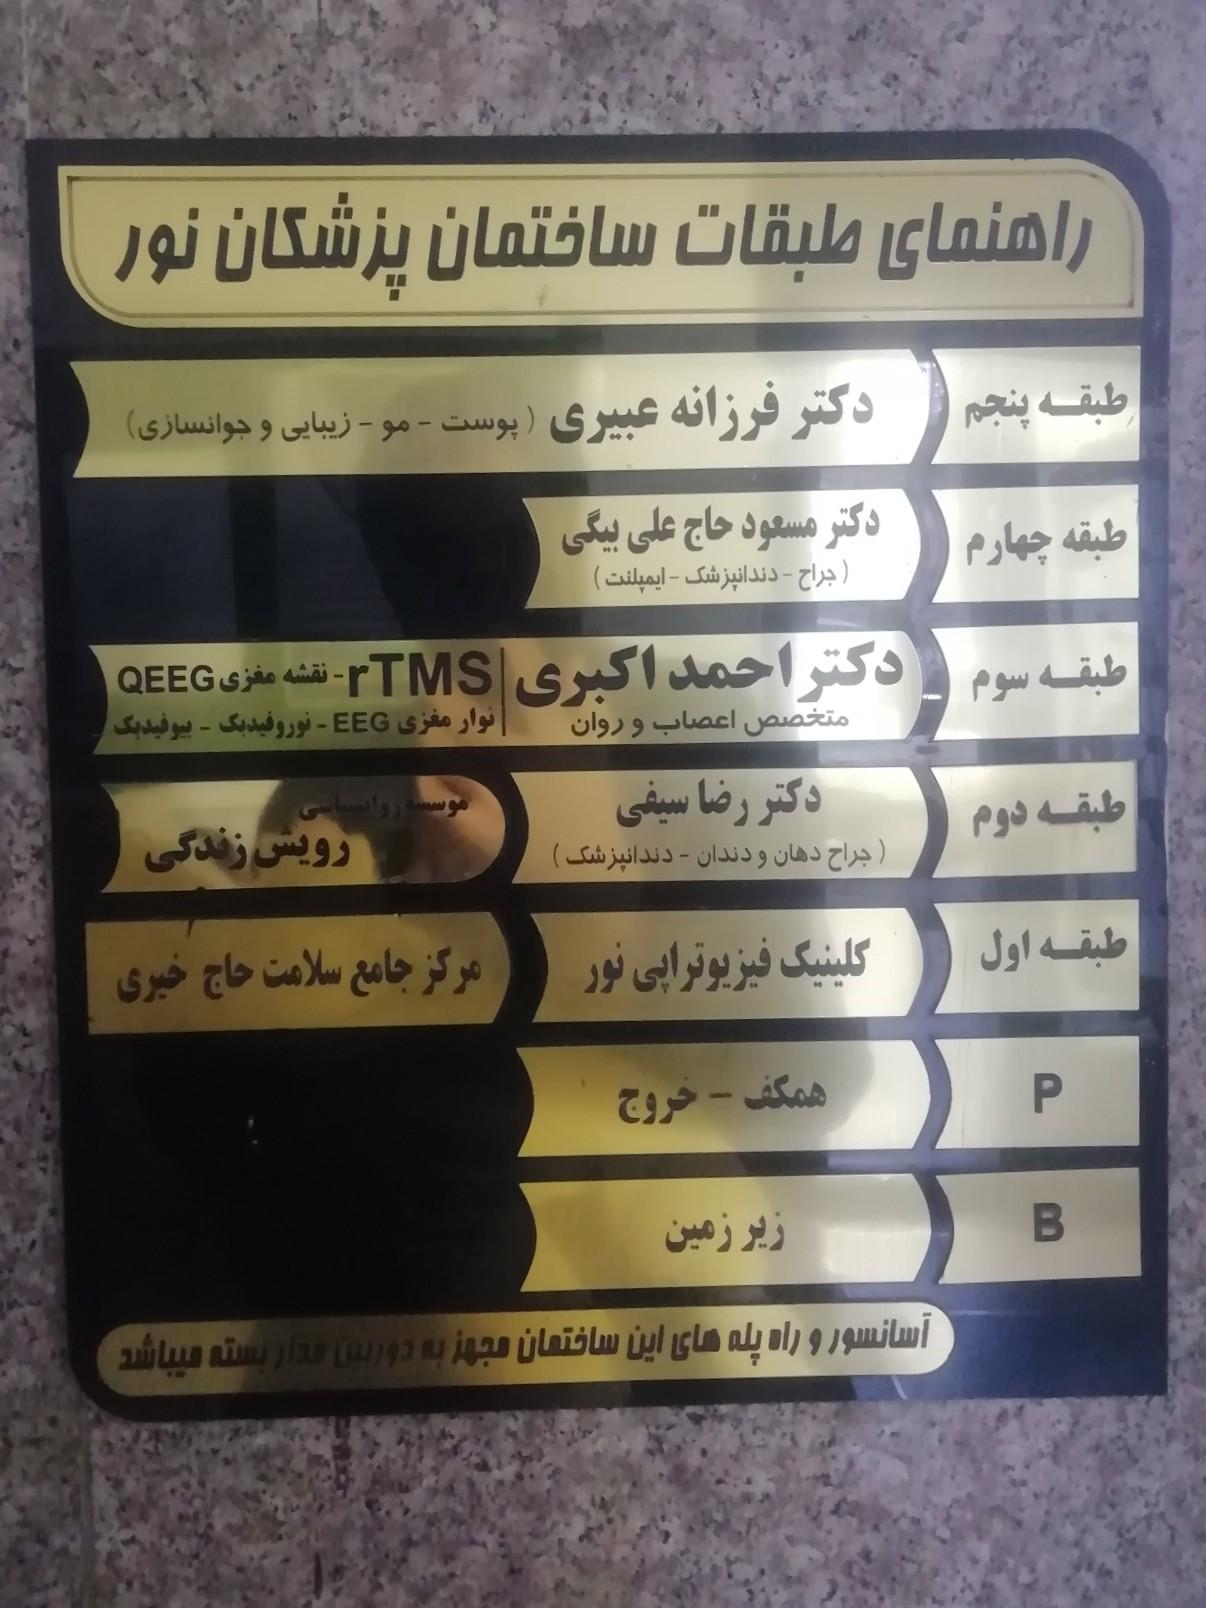 راهنمای طبقات ساختمان پزشکان نور
طبقه پنجم
دکتر فرزانه عبیری ( پوست - مو - زیبایی و جوانسازی)
طبقه چهارم
دکتر مسعود حاج علی بیگی
( جراح - دندانپزشک - ایمپلنت )
طبقه سوم
دکتر احمد اکبری
متخصص اعصاب و روان
rTMS - نقشه مغزی QEEG
نوار مغزی EEG - نوروفیدبک - بیوفیدبک
طبقه دوم
دکتر رضا سیفی
( جراح دهان و دندان - دندانپزشک )
موسسه روانشناسی
رویش زندگی
طبقه اول
کلینیک فیزیوتراپی نور
مرکز جامع سلامت حاج خیری
P
همکف - خروج
B
زیر زمین
آسانسور و راه پله های این ساختمان مجهز به دوربین مدار بسته میباشد